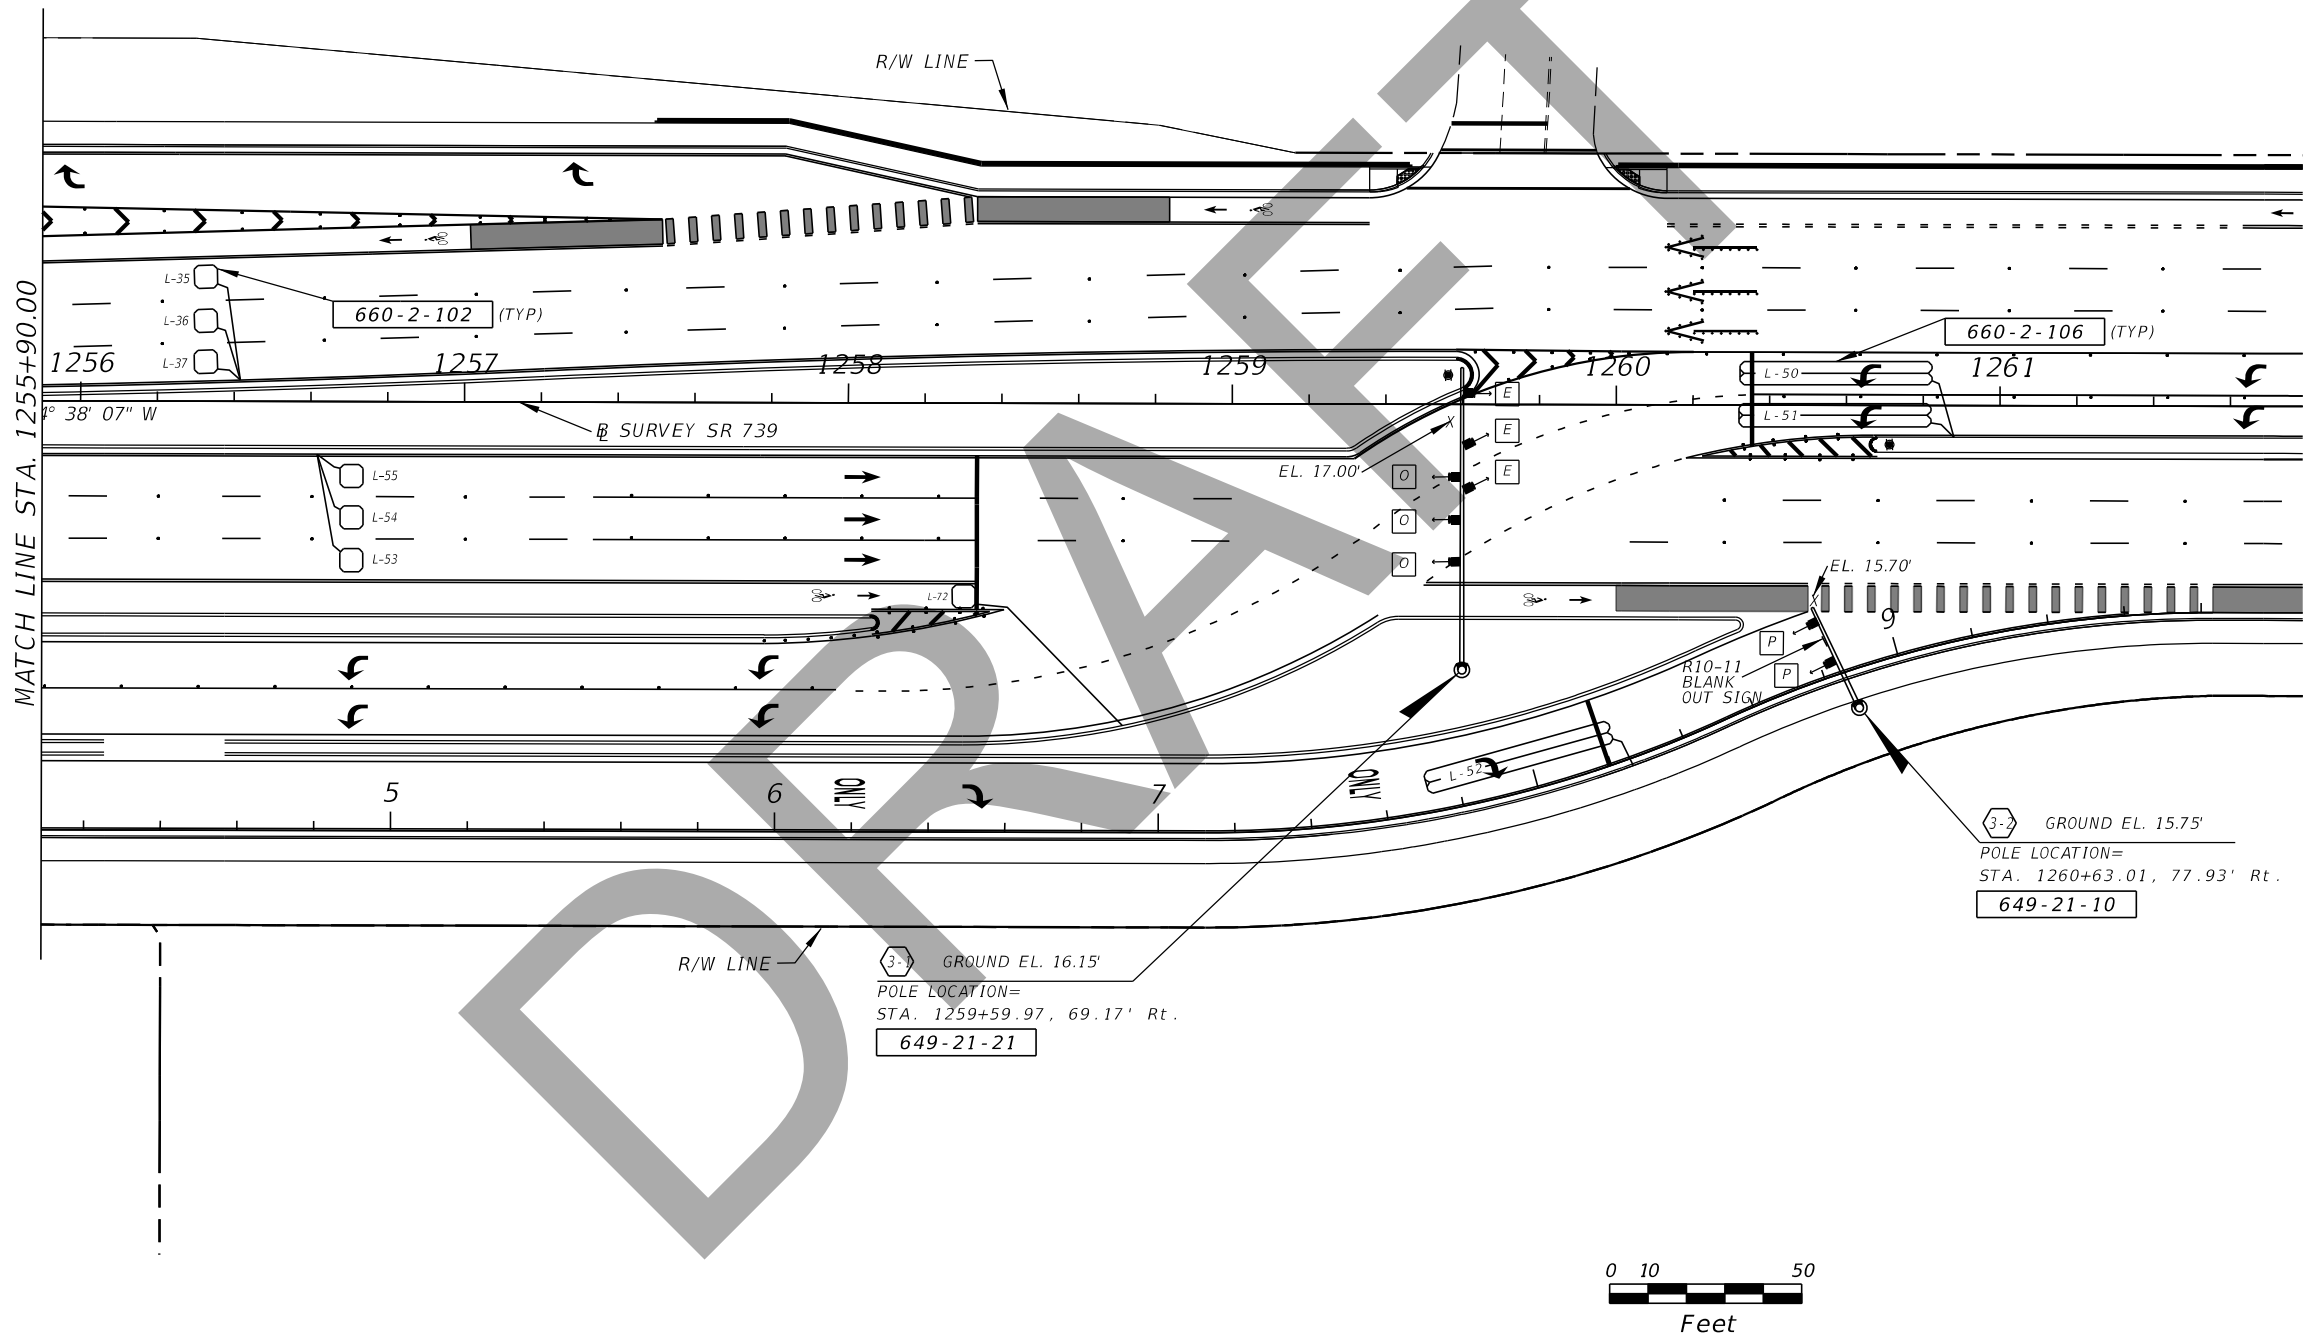 R/W LINE
L-35
660-2-102 (TYP)
L-36
660-2-106 (TYP)
L-37
1256
1257
1258
1259
1260
1261
L-50
E
4° 38' 07" W
L-51
BL SURVEY SR 739
E
EL. 17.00'
E
L-55
O
L-54
O
L-53
O
EL. 15.70'
L-72
MATCH LINE STA. 1255+90.00
X
X
9
P
R10-11
BLANK
OUT SIGN
P
L-52
ONLY
ONLY
5
6
7
3-2 GROUND EL. 15.75'
POLE LOCATION=
STA. 1260+63.01, 77.93' Rt.
649-21-10
R/W LINE
3-1 GROUND EL. 16.15'
POLE LOCATION=
STA. 1259+59.97, 69.17' Rt.
649-21-21
DRAFT
0 10 50
Feet